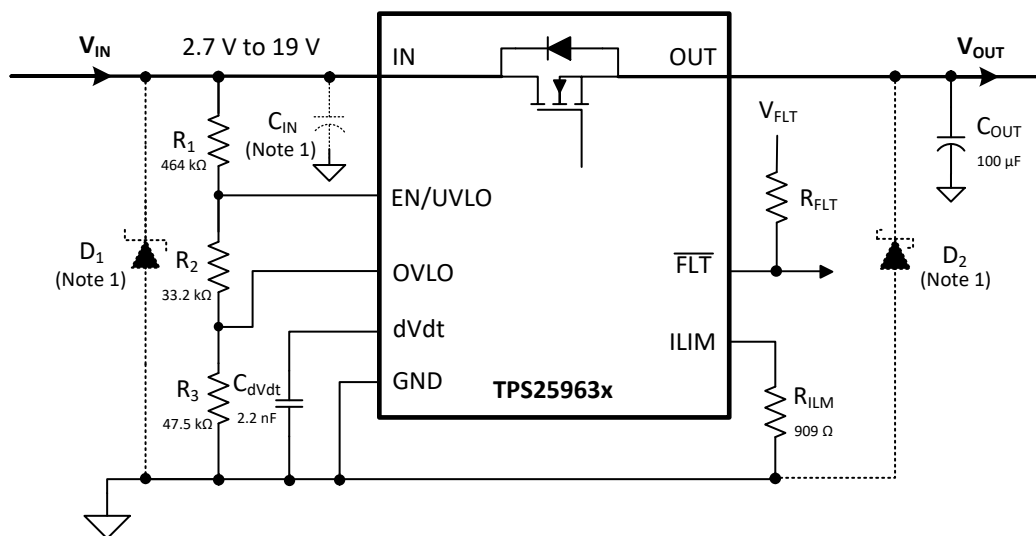 V_IN
2.7 V to 19 V
IN
OUT
V_OUT
R_1
464 kΩ
C_IN
(Note 1)
V_FLT
C_OUT
100 µF
EN/UVLO
R_FLT
D_1
(Note 1)
R_2
33.2 kΩ
OVLO
F̅L̅T̅
D_2
(Note 1)
dVdt
ILIM
R_3
47.5 kΩ
C_dVdt
2.2 nF
GND
TPS25963x
R_ILM
909 Ω